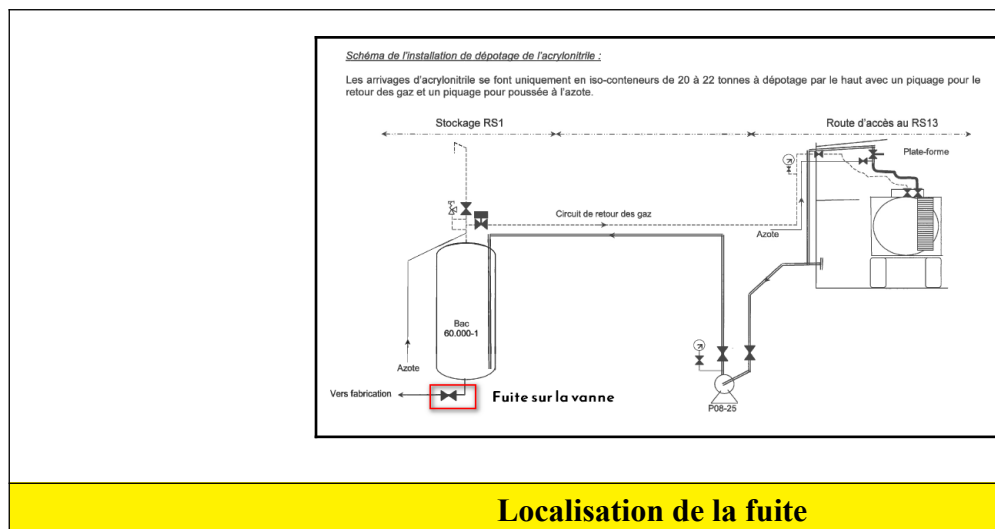 Schéma de l'installation de dépotage de l'acrylonitrile :
Les arrivages d'acrylonitrile se font uniquement en iso-conteneurs de 20 à 22 tonnes à dépotage par le haut avec un piquage pour le
retour des gaz et un piquage pour poussée à l'azote.
Stockage RS1
Route d'accès au RS13
Plate-forme
Circuit de retour des gaz
Azote
Bac
60.000-1
Azote
Vers fabrication
Fuite sur la vanne
P08-25
Localisation de la fuite